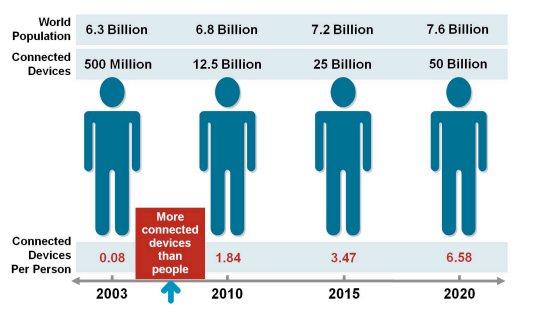 World
Population
6.3 Billion 6.8 Billion 7.2 Billion 7.6 Billion
Connected
Devices
500 Million 12.5 Billion 25 Billion 50 Billion
More
connected
devices
than
people
Connected
Devices
Per Person
0.08 1.84 3.47 6.58
2003 2010 2015 2020